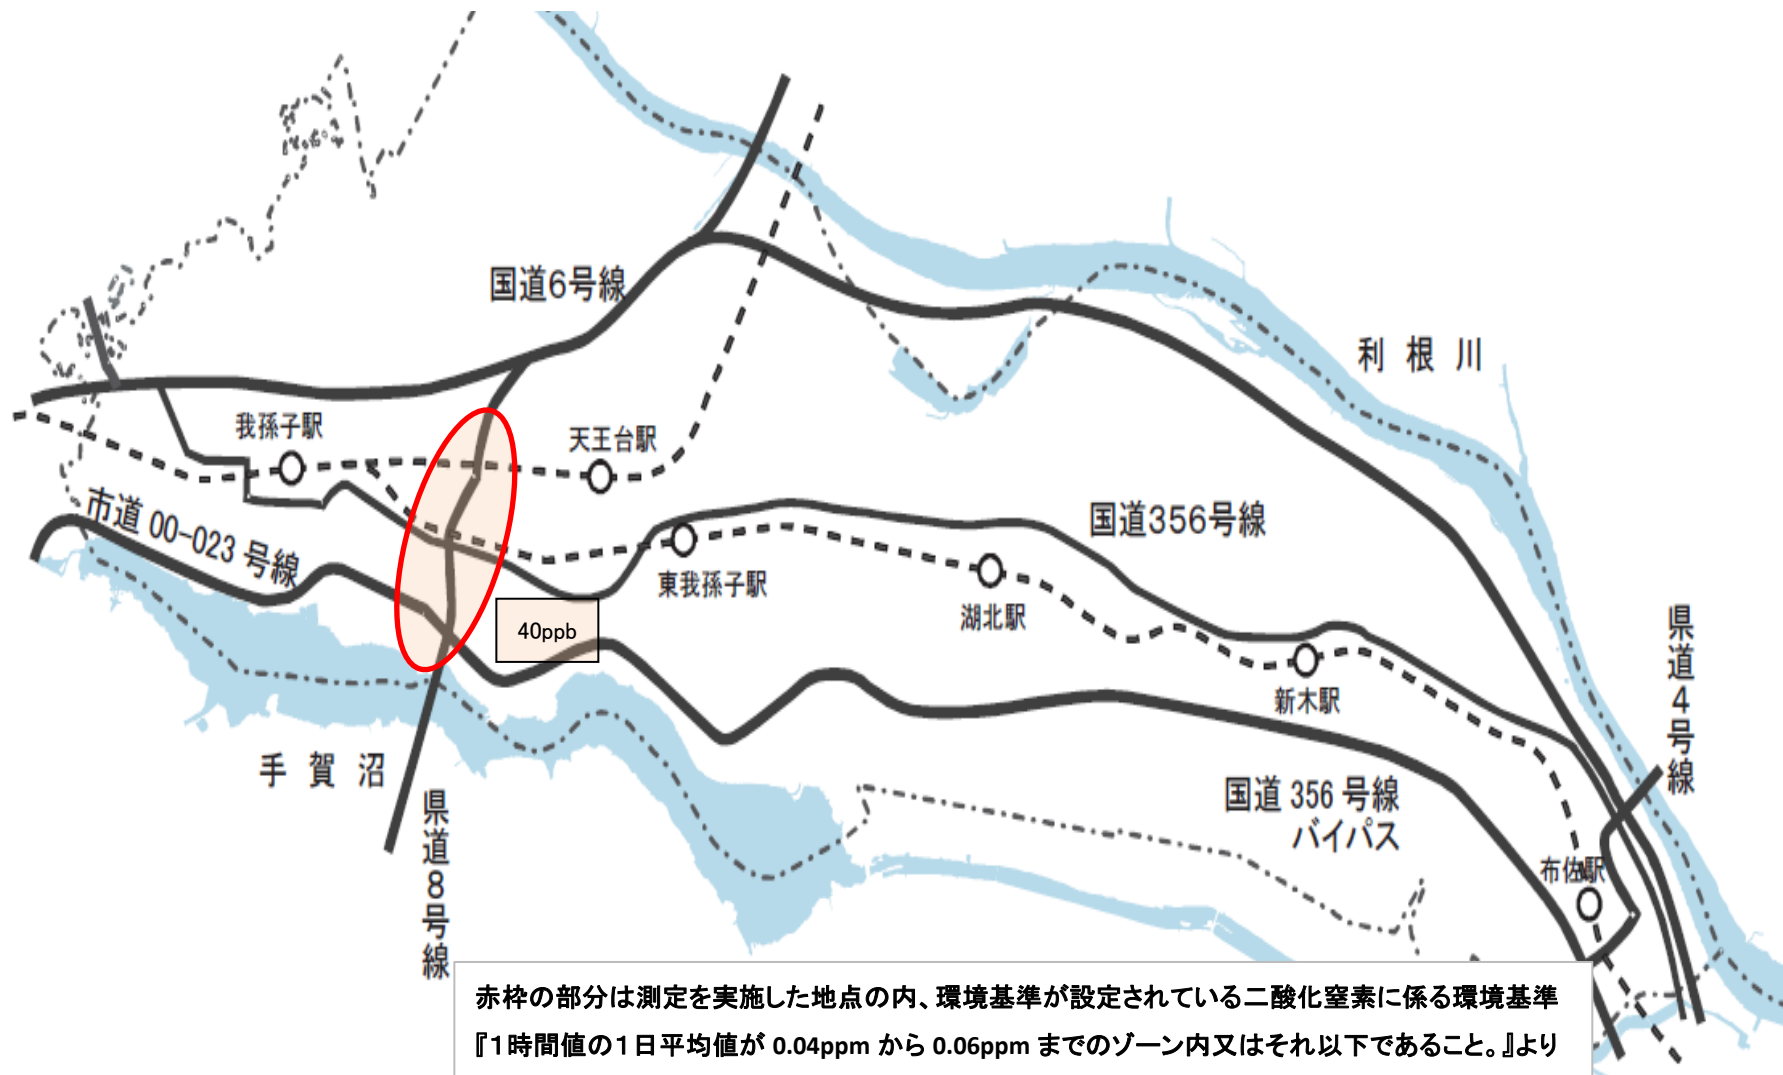 国道6号線
利根川
我孫子駅
天王台駅
市道 00-023 号線
国道356号線
東我孫子駅
湖北駅
40ppb
県道4号線
新木駅
手賀沼
県道8号線
国道 356 号線
バイパス
布佐駅
赤枠の部分は測定を実施した地点の内、環境基準が設定されている二酸化窒素に係る環境基準
『1時間値の1日平均値が 0.04ppm から 0.06ppm までのゾーン内又はそれ以下であること。』より